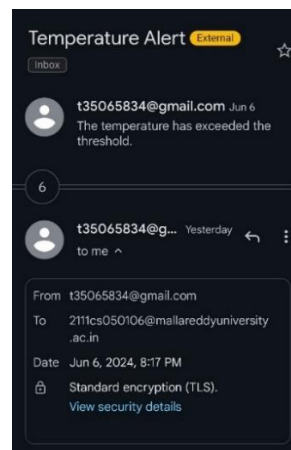 Temperature Alert External
Inbox
t35065834@gmail.com Jun 6
The temperature has exceeded the
threshold.
6
t35065834@g... Yesterday
to me
From t35065834@gmail.com
To 2111cs050106@mallareddyuniversity
.ac.in
Date Jun 6, 2024, 8:17 PM
Standard encryption (TLS).
View security details